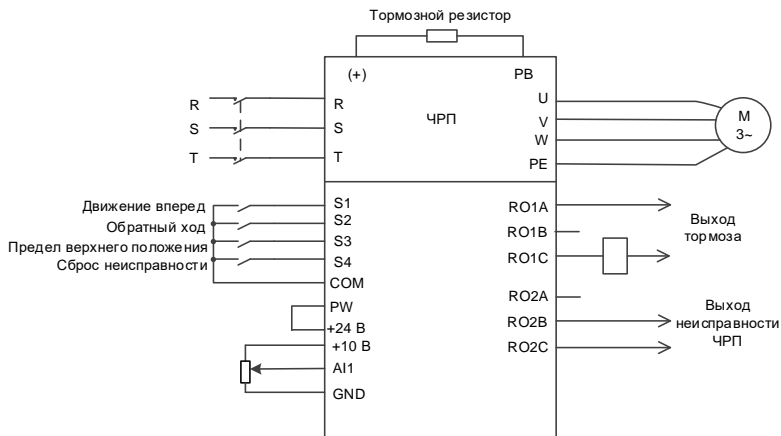 Тормозной резистор
(+)
PB
R
S
T
R
S
T
ЧРП
U
V
W
PE
M
3~
Движение вперед
Обратный ход
Предел верхнего положения
Сброс неисправности
S1
S2
S3
S4
COM
PW
+24 В
+10 В
AI1
GND
RO1A
RO1B
RO1C
RO2A
RO2B
RO2C
Выход
тормоза
Выход
неисправности
ЧРП